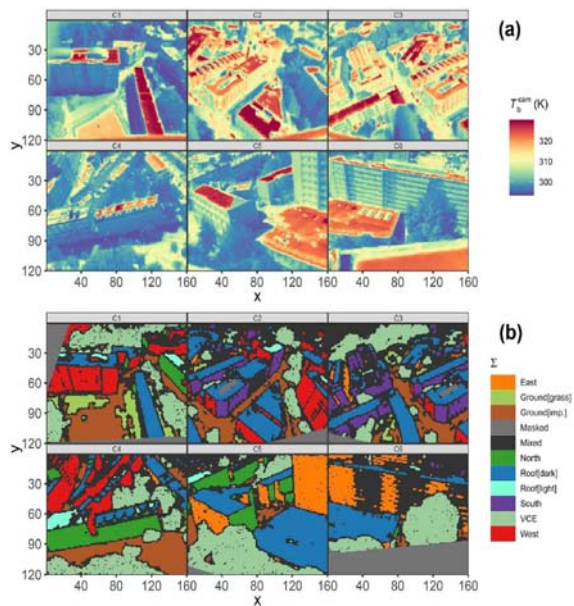 (a)
C1 C2 C3
30
60
90
120
y
C4 C5 C6
30
60
90
120
40 80 120 160 40 80 120 160 40 80 120 160
x
T_b^cam (K)
320
300
(b)
C1 C2 C3
30
60
90
120
y
C4 C5 C6
30
60
90
120
40 80 120 160 40 80 120 160 40 80 120 160
x
Σ
East
Ground[grass]
Ground[imp.]
Masked
Mixed
North
Roof[dark]
Roof[light]
South
VCE
West